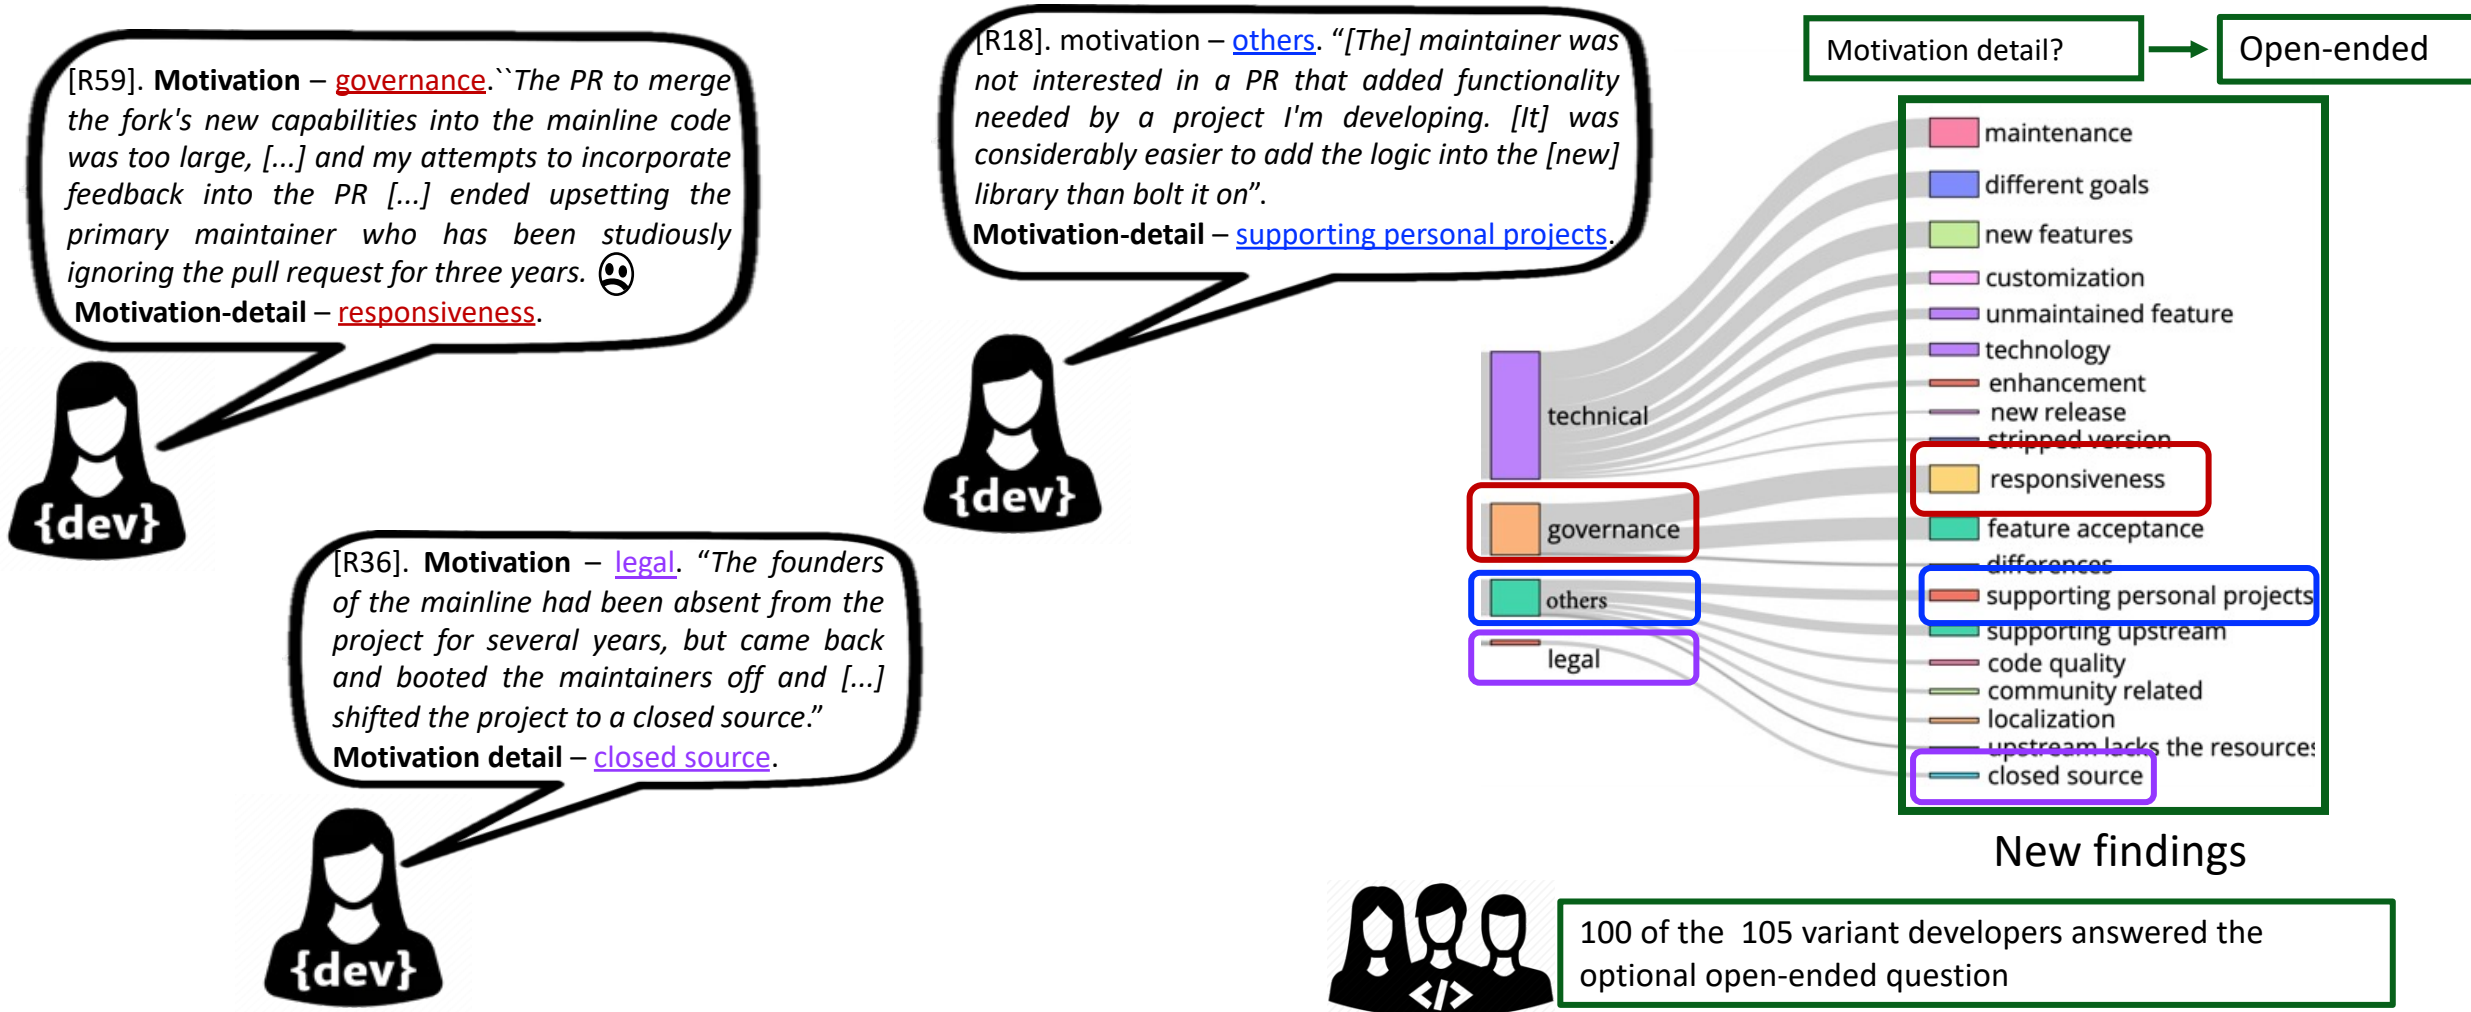 [R59]. Motivation – governance.``The PR to merge
the fork's new capabilities into the mainline code
was too large, [...] and my attempts to incorporate
feedback into the PR [...] ended upsetting the
primary maintainer who has been studiously
ignoring the pull request for three years.
Motivation-detail – responsiveness.
{dev}
[R18]. motivation – others. “[The] maintainer was
not interested in a PR that added functionality
needed by a project I'm developing. [It] was
considerably easier to add the logic into the [new]
library than bolt it on”.
Motivation-detail – supporting personal projects.
{dev}
[R36]. Motivation – legal. “The founders
of the mainline had been absent from the
project for several years, but came back
and booted the maintainers off and [...]
shifted the project to a closed source.”
Motivation detail – closed source.
{dev}
Motivation detail?
Open-ended
technical
governance
others
legal
maintenance
different goals
new features
customization
unmaintained feature
technology
enhancement
new release
stripped version
responsiveness
feature acceptance
differences
supporting personal projects
supporting upstream
code quality
community related
localization
upstream lacks the resources
closed source
New findings
</>
100 of the 105 variant developers answered the
optional open-ended question